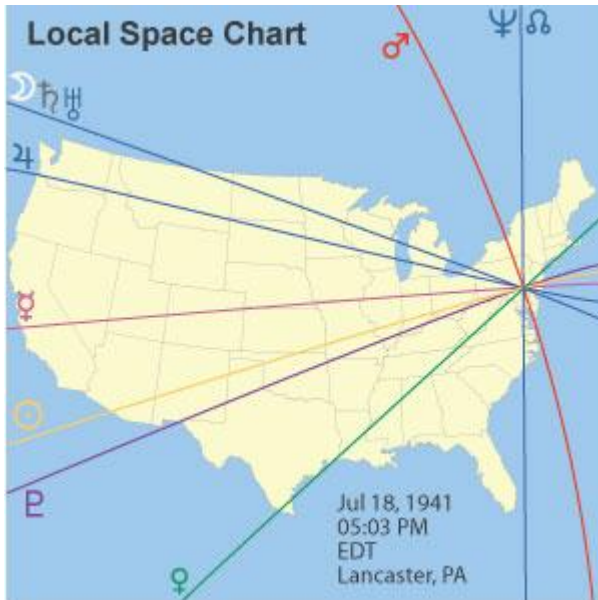 Local Space Chart
♆ ☊
♂
☽ ♄ ♅
♃
☿
☉
♇
♀
Jul 18, 1941
05:03 PM
EDT
Lancaster, PA